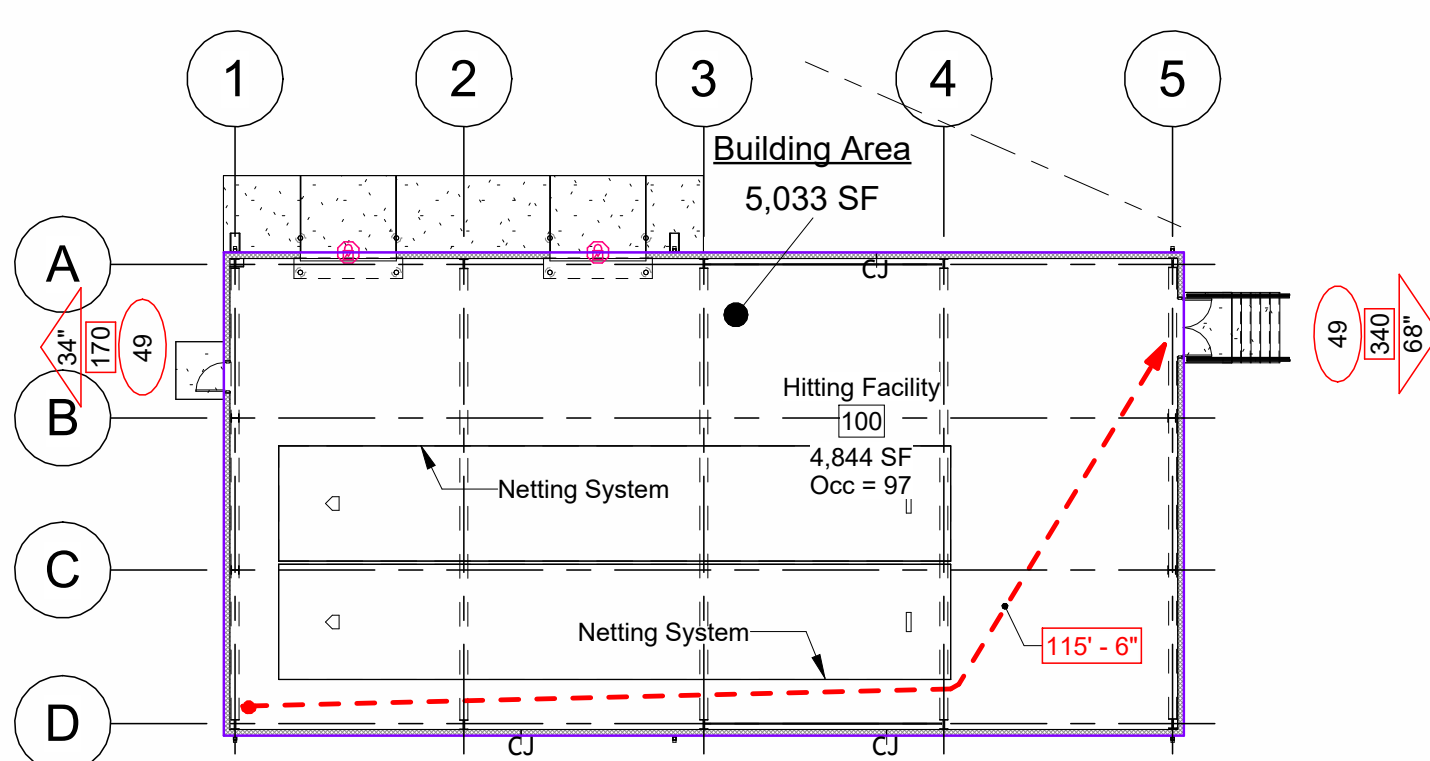 1
2
3
4
5
Building Area
5,033 SF
A
CJ
34"
170
49
49
340
68"
Hitting Facility
100
4,844 SF
Occ = 97
B
Netting System
C
Netting System
115' - 6"
D
CJ
CJ